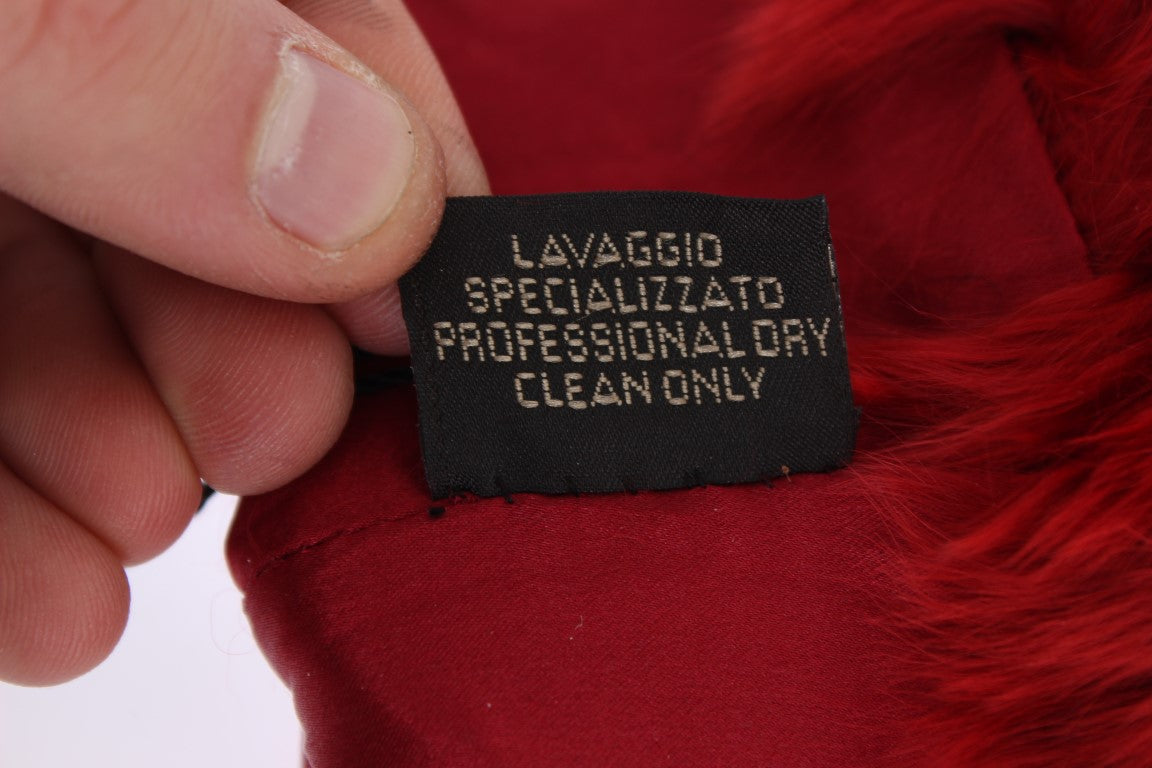 LAVAGGIO
SPECIALIZZATO
PROFESSIONAL DRY
CLEAN ONLY